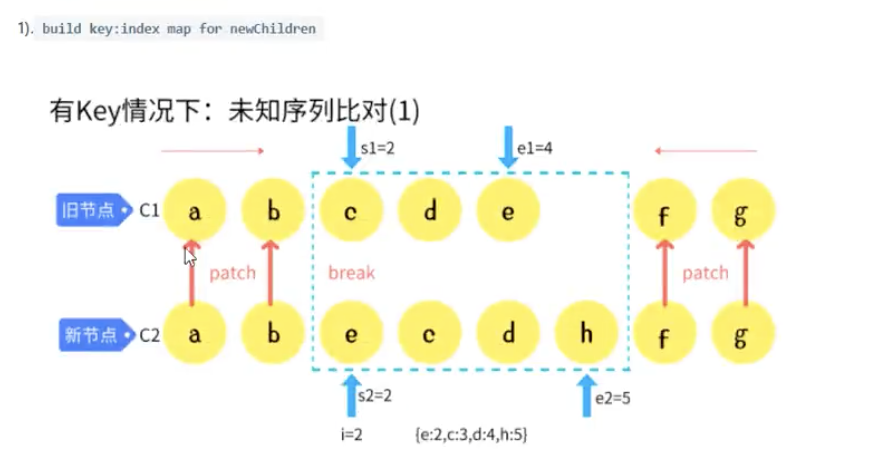 1). build key:index map for newChildren
有Key情况下：未知序列比对(1)
s1=2 e1=4
旧节点 C1 a b c d e f g
patch break patch
新节点 C2 a b e c d h f g
s2=2 e2=5
i=2 {e:2,c:3,d:4,h:5}